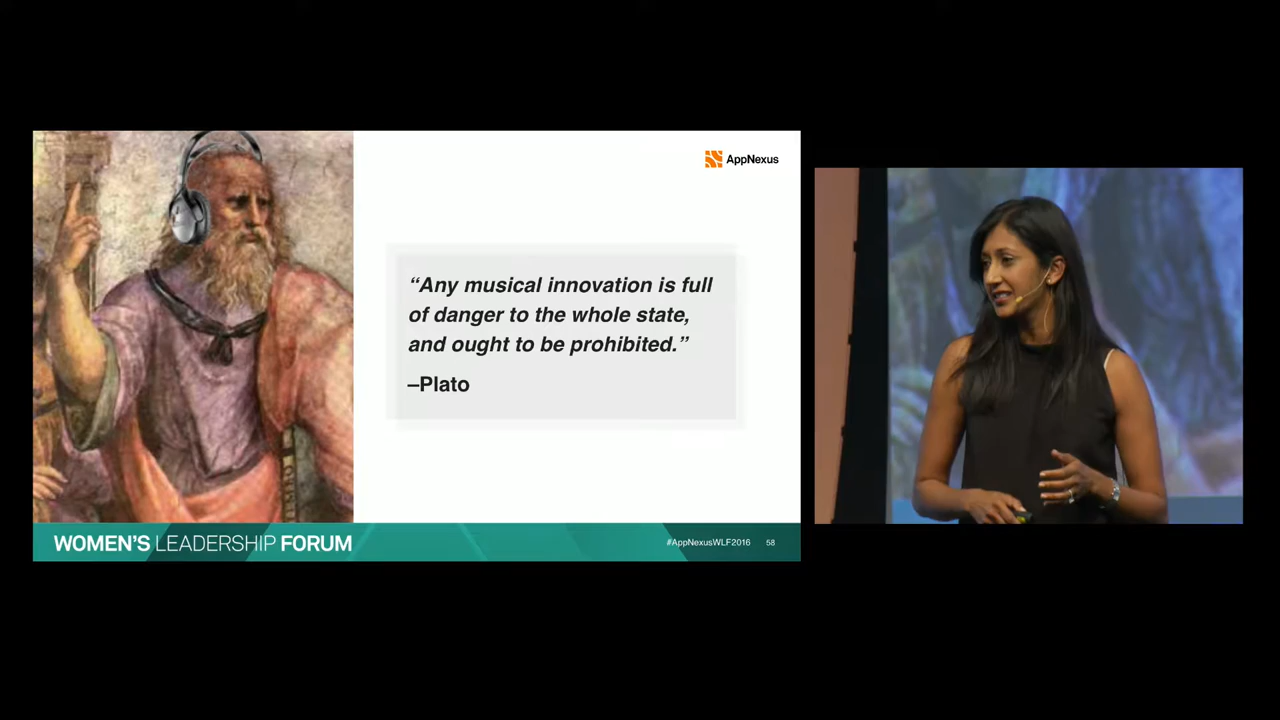 AppNexus
“Any musical innovation is full
of danger to the whole state,
and ought to be prohibited.”
–Plato
WOMEN'S LEADERSHIP FORUM
#AppNexusWLF2016 58